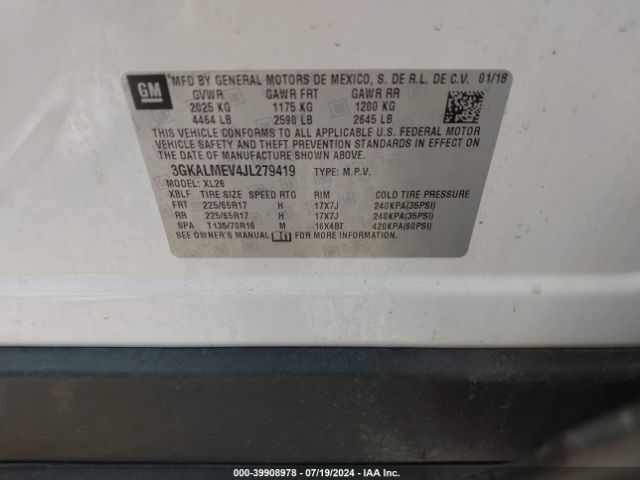 GM MFD BY GENERAL MOTORS DE MEXICO, S. DE R.L. DE C.V. 01/18
GVWR GAWR FRT GAWR RR
2025 KG 1175 KG 1200 KG
4464 LB 2590 LB 2645 LB
THIS VEHICLE CONFORMS TO ALL APPLICABLE U.S. FEDERAL MOTOR
VEHICLE SAFETY AND THEFT PREVENTION STANDARDS IN EFFECT
ON THE DATE OF MANUFACTURE SHOWN ABOVE.
3GKALMEV4JL279419 TYPE: M.P.V.
MODEL: XL26
XBLF TIRE SIZE SPEED RTG RIM COLD TIRE PRESSURE
FRT 225/65R17 H 17X7J 240KPA(35PSI)
RR 225/65R17 H 17X7J 240KPA(35PSI)
SPA T135/70R16 M 16X4BT 420KPA(60PSI)
SEE OWNER'S MANUAL FOR MORE INFORMATION.
000-39908978 - 07/19/2024 - IAA Inc.